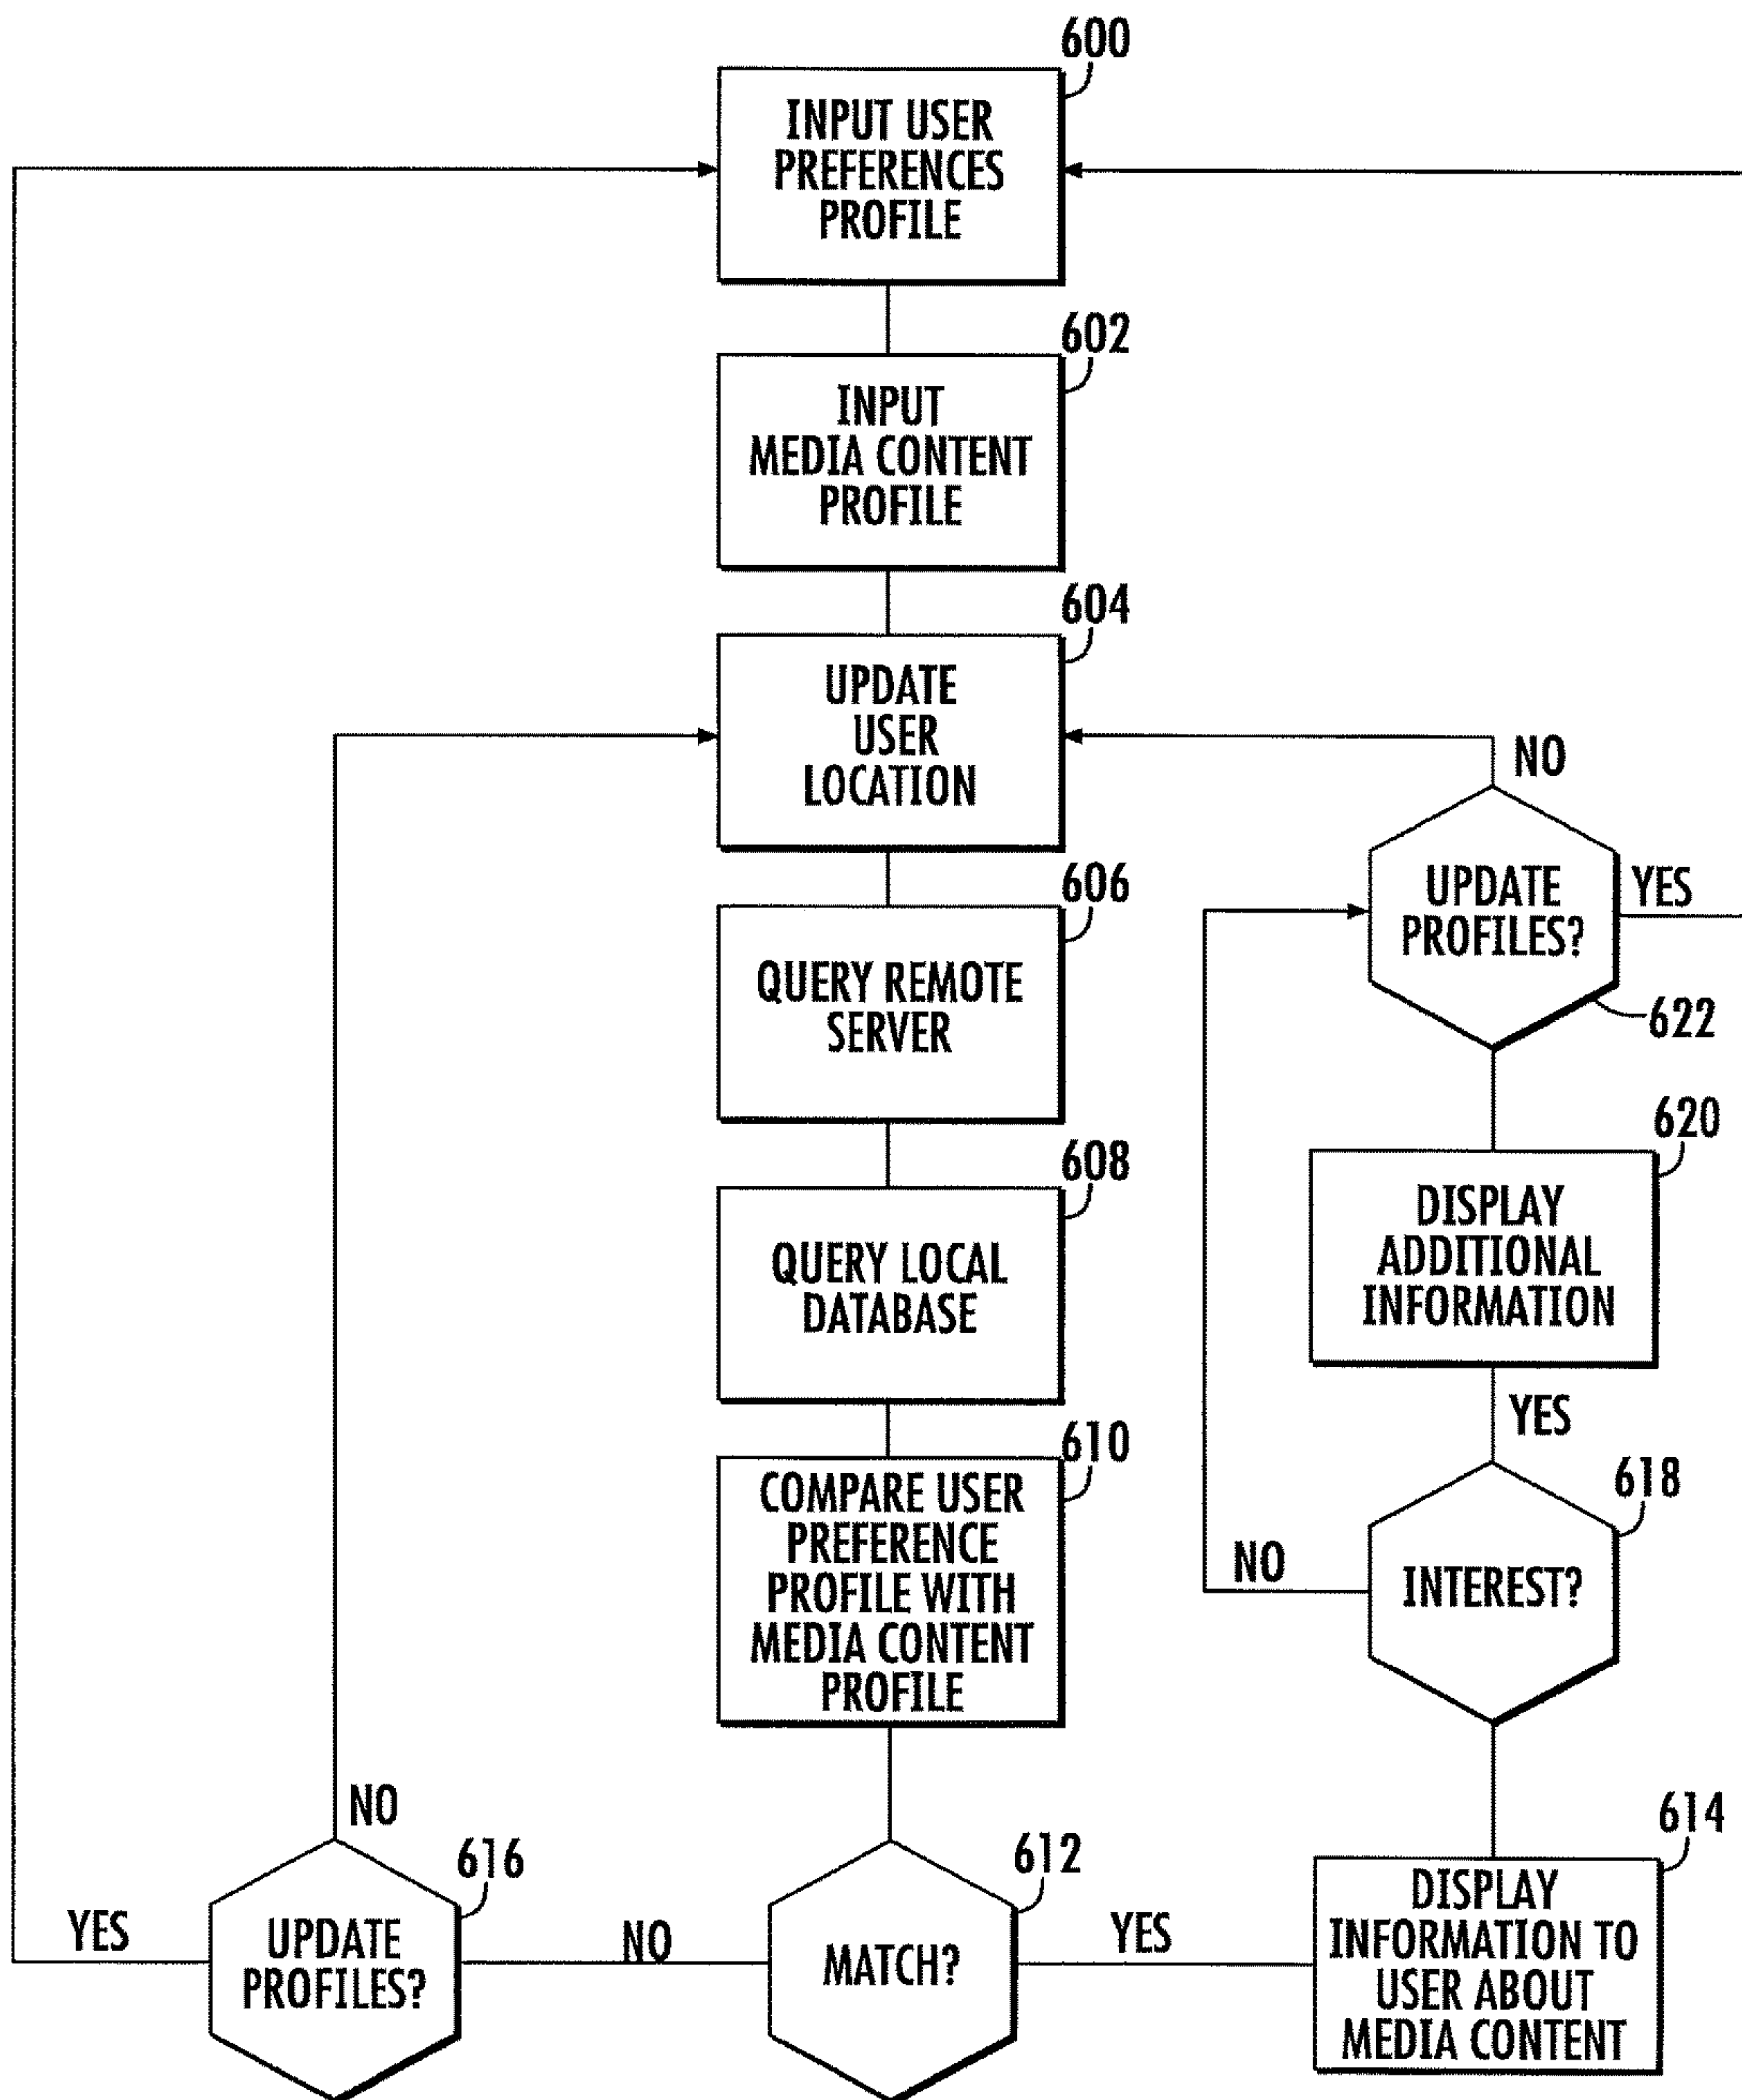 600
INPUT USER
PREFERENCES
PROFILE
602
INPUT
MEDIA CONTENT
PROFILE
604
UPDATE
USER
LOCATION
NO
606
UPDATE
PROFILES?
YES
622
QUERY REMOTE
SERVER
620
608
DISPLAY
ADDITIONAL
INFORMATION
QUERY LOCAL
DATABASE
YES
610
COMPARE USER
PREFERENCE
PROFILE WITH
MEDIA CONTENT
PROFILE
618
NO
INTEREST?
NO
616
UPDATE
PROFILES?
YES
NO
612
MATCH?
YES
614
DISPLAY
INFORMATION TO
USER ABOUT
MEDIA CONTENT